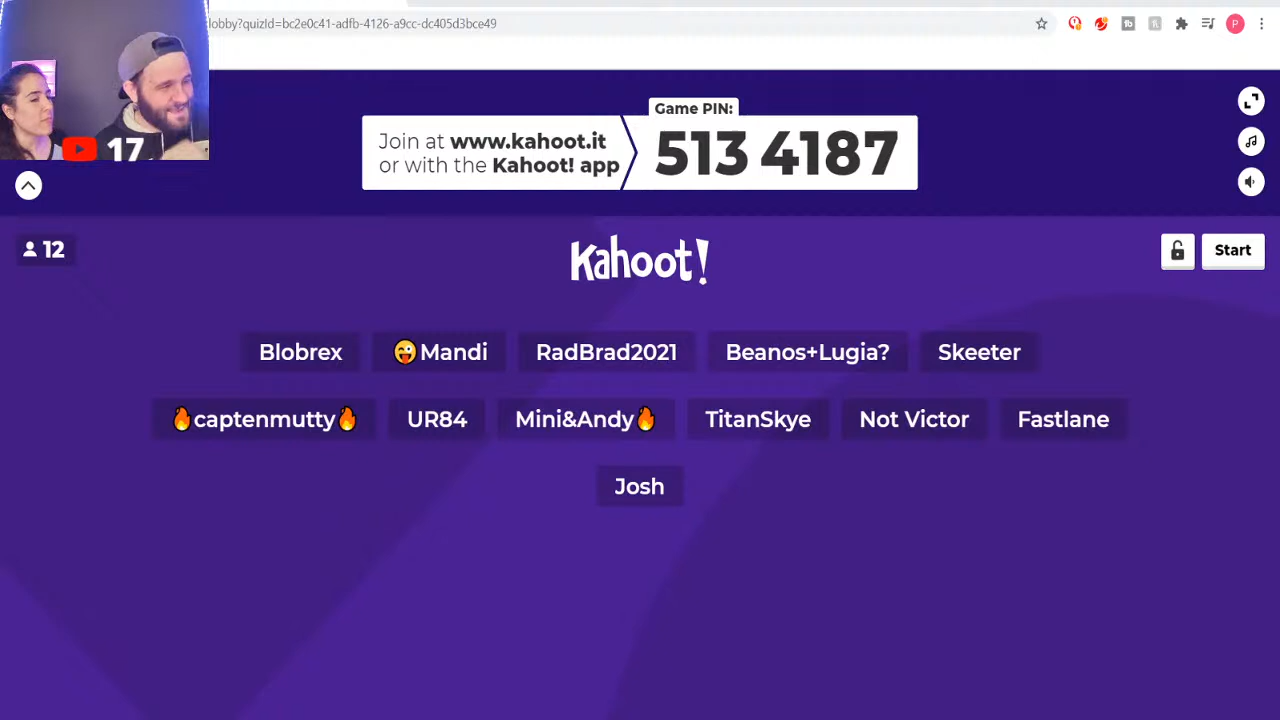 lobby?quizId=bc2e0c41-adfb-4126-a9cc-dc405d3bce49
P
17
Game PIN:
Join at www.kahoot.it
or with the Kahoot! app
513 4187
12
Kahoot!
Start
Blobrex
😜Mandi
RadBrad2021
Beanos+Lugia?
Skeeter
🔥captenmutty🔥
UR84
Mini&Andy🔥
TitanSkye
Not Victor
Fastlane
Josh